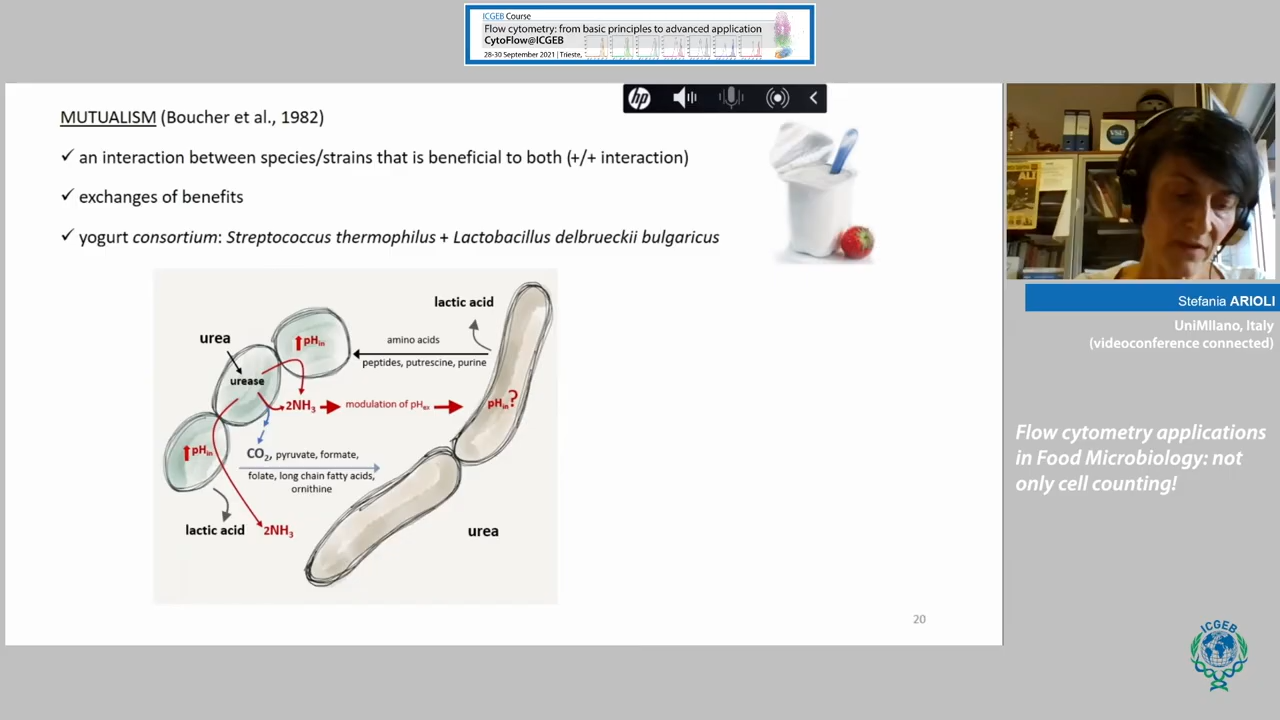 ICGEB Course
Flow cytometry: from basic principles to advanced application
CytoFlow@ICGEB
28-30 September 2021 | Trieste,
hp
MUTUALISM (Boucher et al., 1982)
✓ an interaction between species/strains that is beneficial to both (+/+ interaction)
✓ exchanges of benefits
✓ yogurt consortium: Streptococcus thermophilus + Lactobacillus delbrueckii bulgaricus
lactic acid
urea
pHin
amino acids
peptides, putrescine, purine
urease
2NH3
modulation of pHex
pHin?
pHin
CO2, pyruvate, formate,
folate, long chain fatty acids,
ornithine
lactic acid
2NH3
urea
20
Stefania ARIOLI
UniMIlano, Italy
(videoconference connected)
Flow cytometry applications
in Food Microbiology: not
only cell counting!
ICGEB